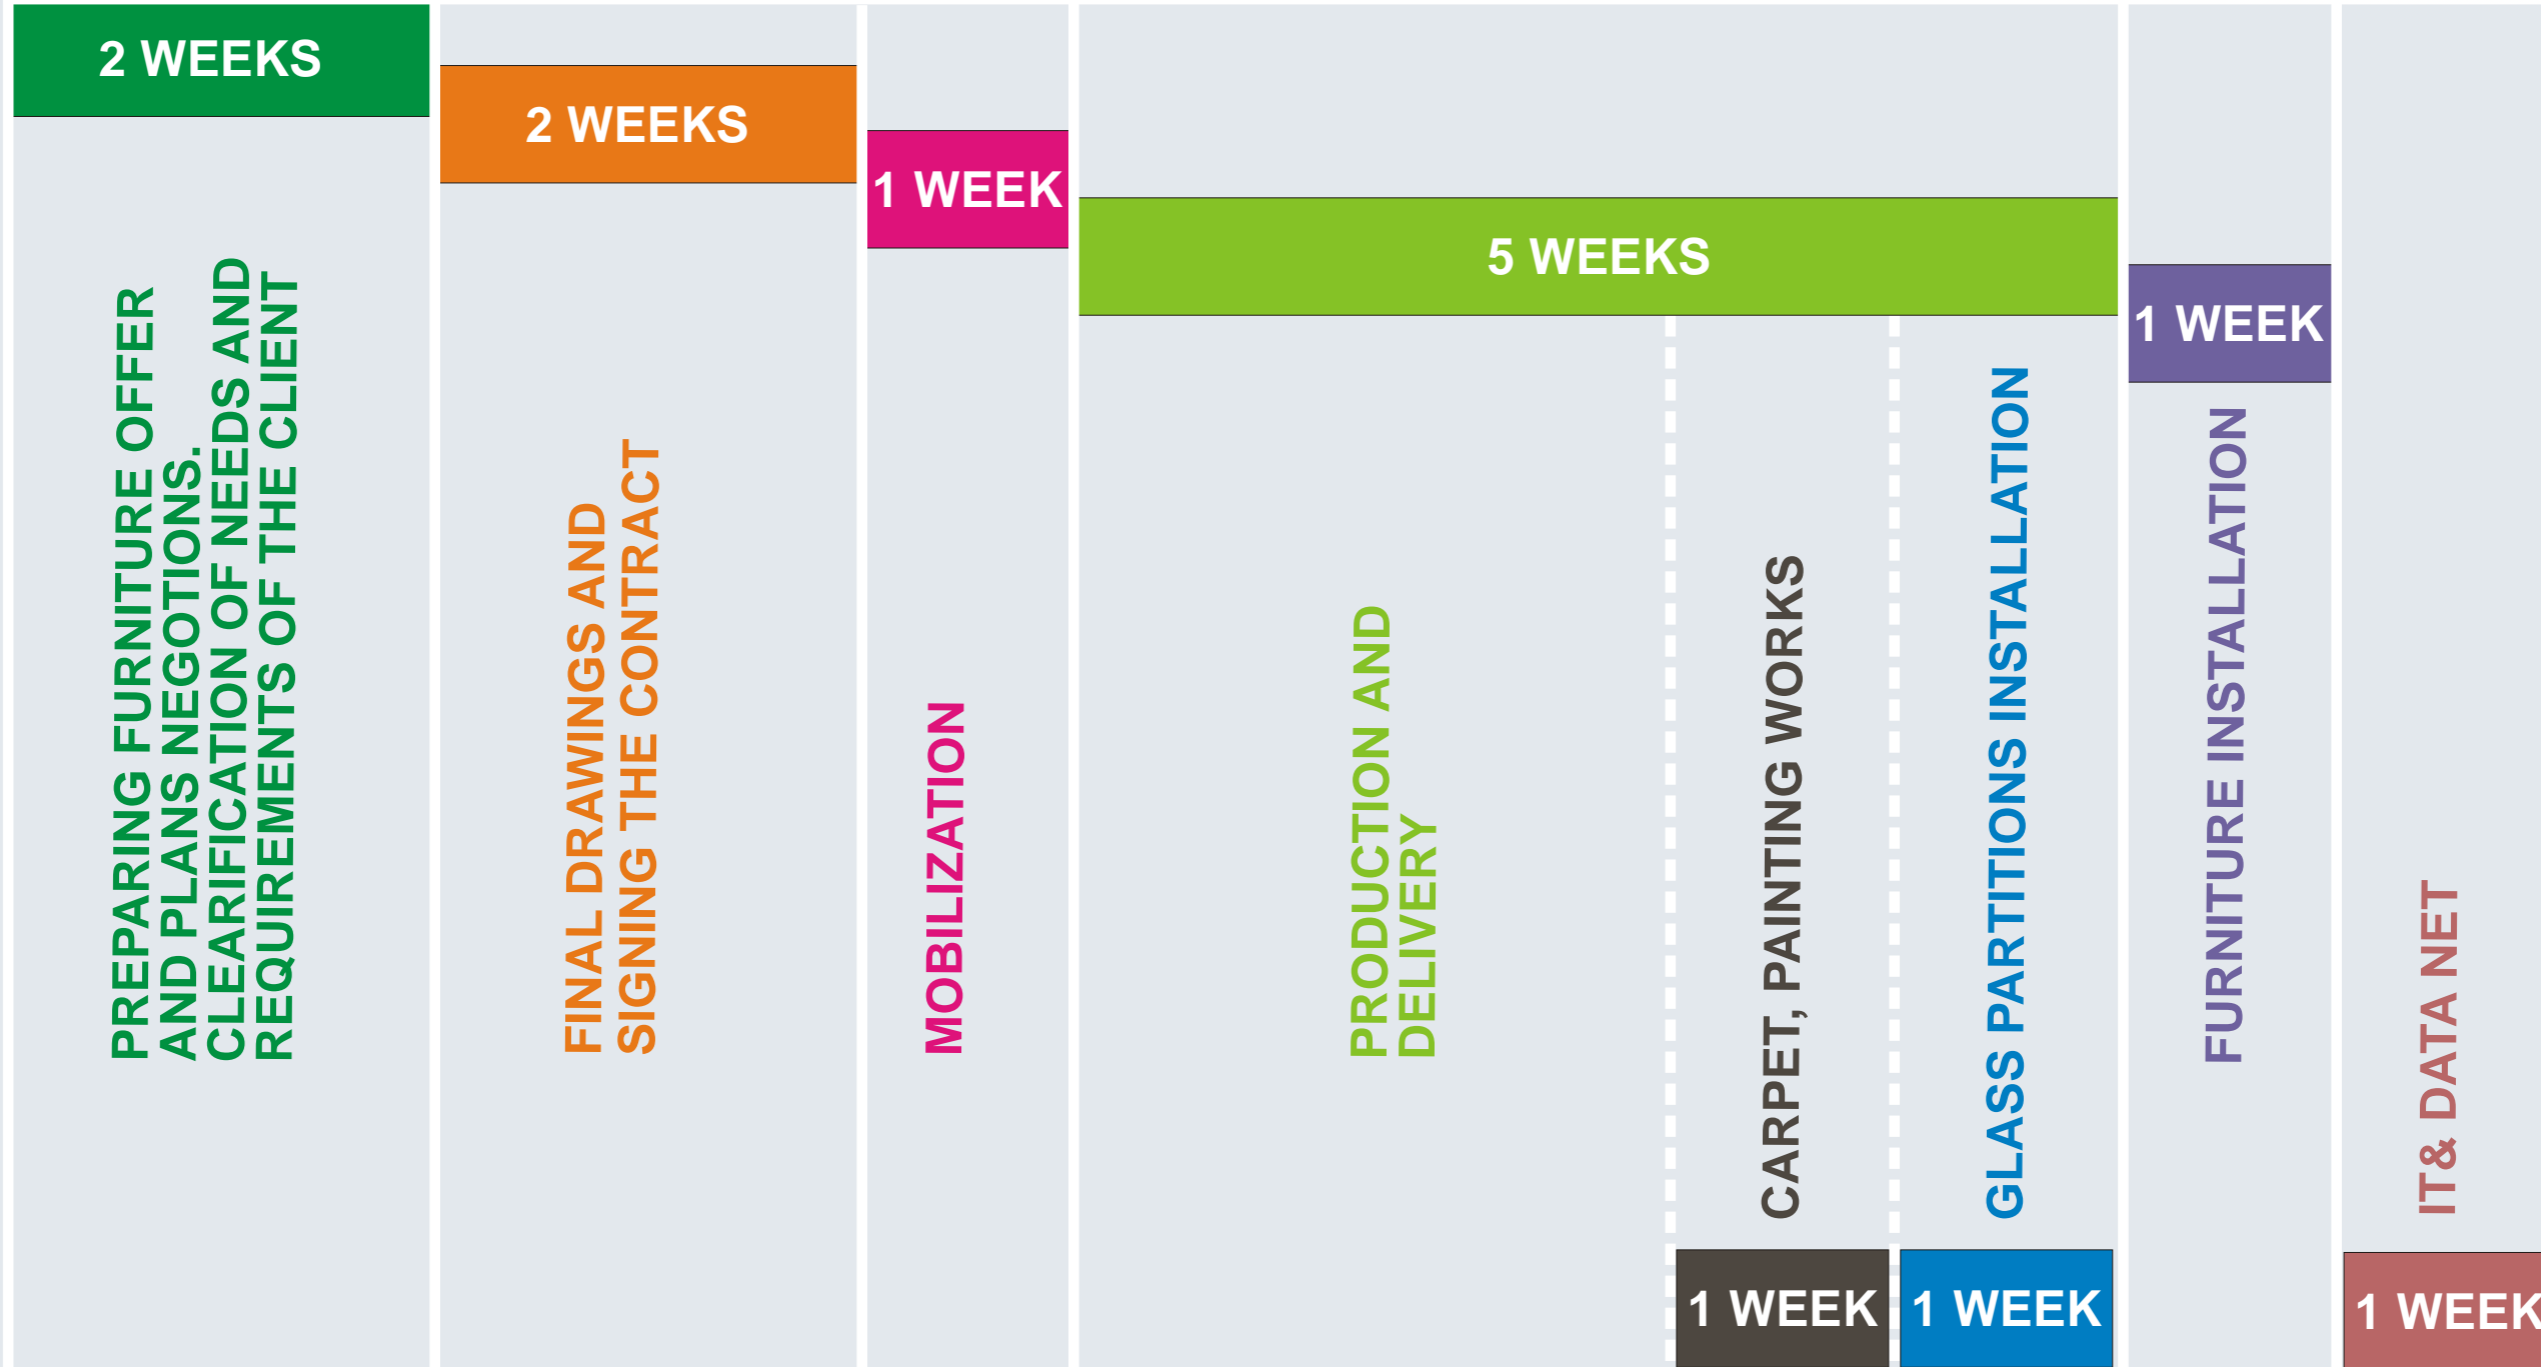 2 WEEKS
PREPARING FURNITURE OFFER
AND PLANS NEGOTIONS.
CLEARIFICATION OF NEEDS AND
REQUIREMENTS OF THE CLIENT
2 WEEKS
FINAL DRAWINGS AND
SIGNING THE CONTRACT
1 WEEK
MOBILIZATION
5 WEEKS
PRODUCTION AND
DELIVERY
CARPET, PAINTING WORKS
1 WEEK
GLASS PARTITIONS INSTALLATION
1 WEEK
1 WEEK
FURNITURE INSTALLATION
IT& DATA NET
1 WEEK